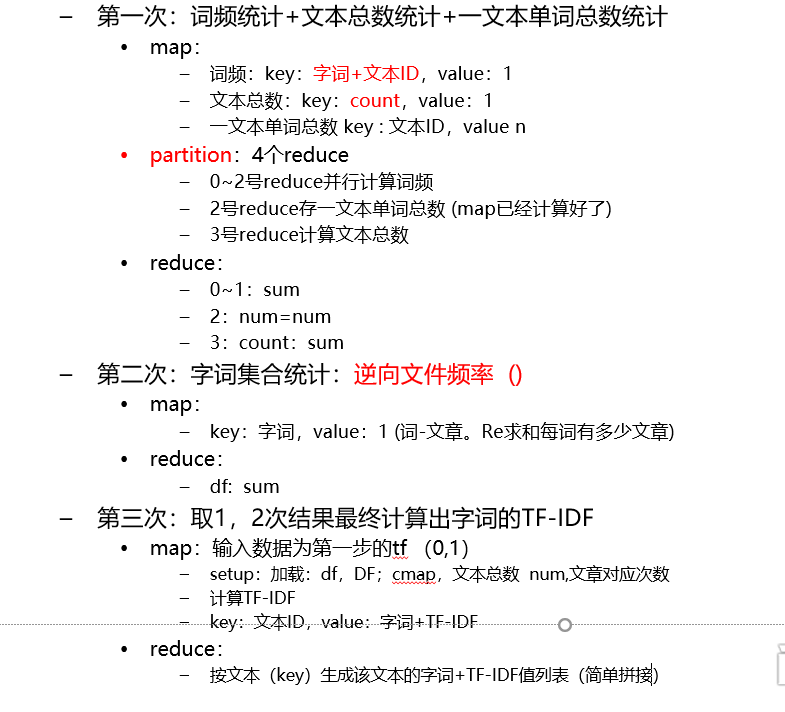 – 第一次：词频统计+文本总数统计+一文本单词总数统计
• map：
– 词频：key：字词+文本ID，value：1
– 文本总数：key：count，value：1
– 一文本单词总数 key : 文本ID，value n
• partition：4个reduce
– 0~2号reduce并行计算词频
– 2号reduce存一文本单词总数 (map已经计算好了)
– 3号reduce计算文本总数
• reduce：
– 0~1：sum
– 2：num=num
– 3：count：sum
– 第二次：字词集合统计：逆向文件频率（)
• map：
– key：字词，value：1 (词-文章。Re求和每词有多少文章)
• reduce：
– df:  sum
– 第三次：取1，2次结果最终计算出字词的TF-IDF
• map：输入数据为第一步的tf （0,1）
– setup：加载：df，DF；cmap，文本总数  num,文章对应次数
– 计算TF-IDF
– key：文本ID，value：字词+TF-IDF
• reduce：
– 按文本（key）生成该文本的字词+TF-IDF值列表（简单拼接）